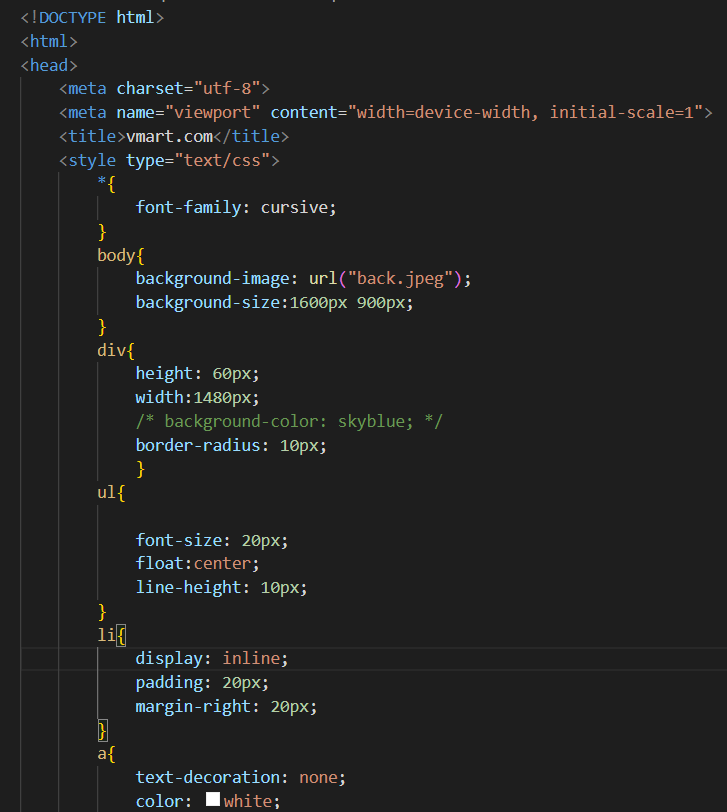 <!DOCTYPE html>
<html>
<head>
    <meta charset="utf-8">
    <meta name="viewport" content="width=device-width, initial-scale=1">
    <title>vmart.com</title>
    <style type="text/css">
        *{
            font-family: cursive;
        }
        body{
            background-image: url("back.jpeg");
            background-size:1600px 900px;
        }
        div{
            height: 60px;
            width:1480px;
            /* background-color: skyblue; */
            border-radius: 10px;
            }
        ul{

            font-size: 20px;
            float:center;
            line-height: 10px;
        }
        li{
            display: inline;
            padding: 20px;
            margin-right: 20px;
        }
        a{
            text-decoration: none;
            color: white;